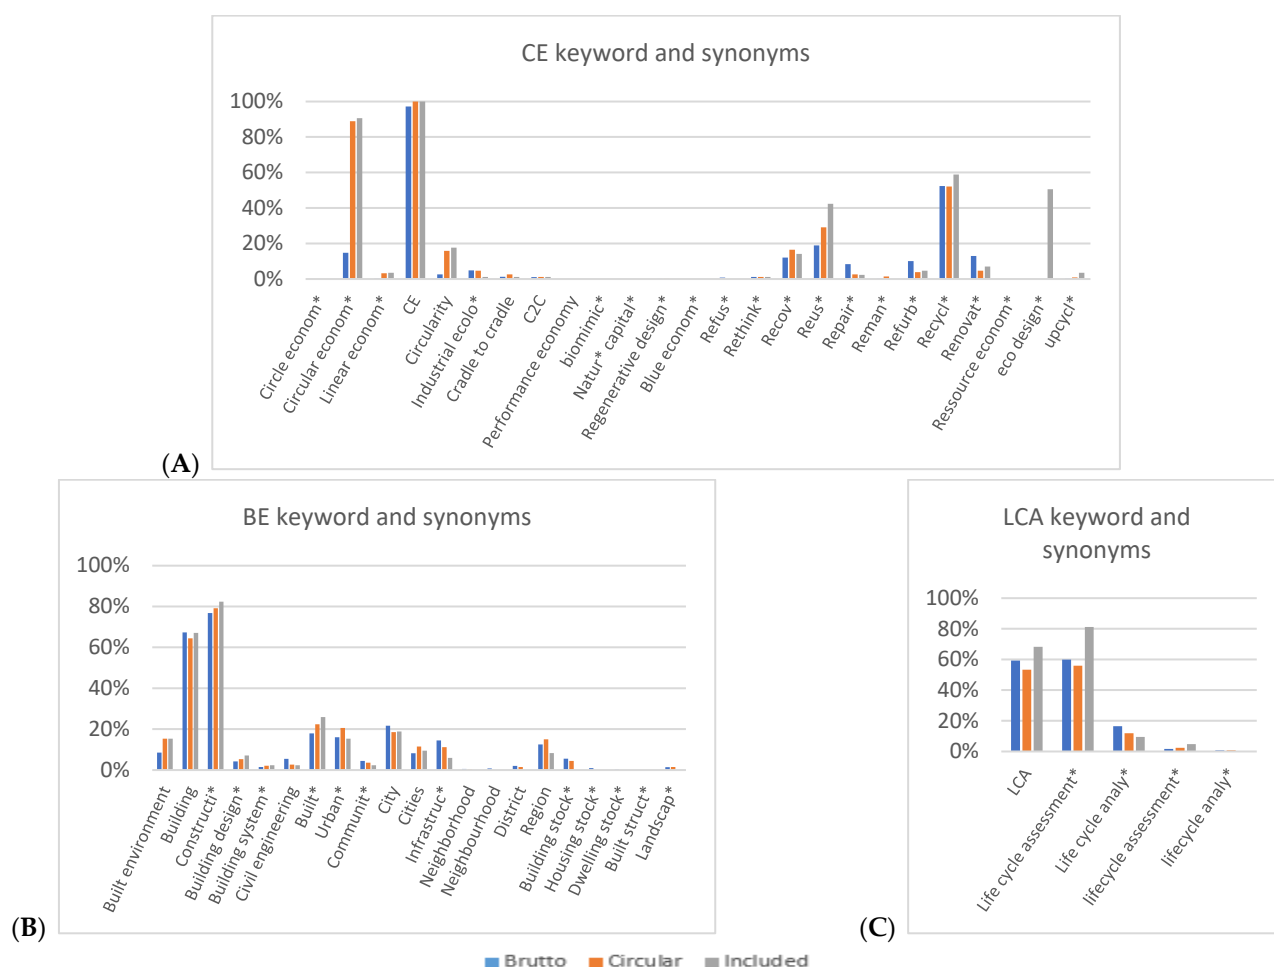 CE keyword and synonyms
100%
80%
60%
40%
20%
0%
Circle econom*
Circular econom*
Linear econom*
CE
Circularity
Industrial ecolo*
Cradle to cradle
C2C
Performance economy
biomimic*
Natur* capital*
Regenerative design*
Blue econom*
Refus*
Rethink*
Recov*
Reus*
Repair*
Reman*
Refurb*
Recycl*
Renovat*
Ressource econom*
eco design*
upcycl*
(A)
BE keyword and synonyms
100%
80%
60%
40%
20%
0%
Built environment
Building
Constructi*
Building design*
Building system*
Civil engineering
Built*
Urban*
Communit*
City
Cities
Infrastruc*
Neighborhood
Neighbourhood
District
Region
Building stock*
Housing stock*
Dwelling stock*
Built struct*
Landscap*
(B)
LCA keyword and
synonyms
100%
80%
60%
40%
20%
0%
LCA
Life cycle assessment*
Life cycle analy*
lifecycle assessment*
lifecycle analy*
(C)
Brutto Circular Included